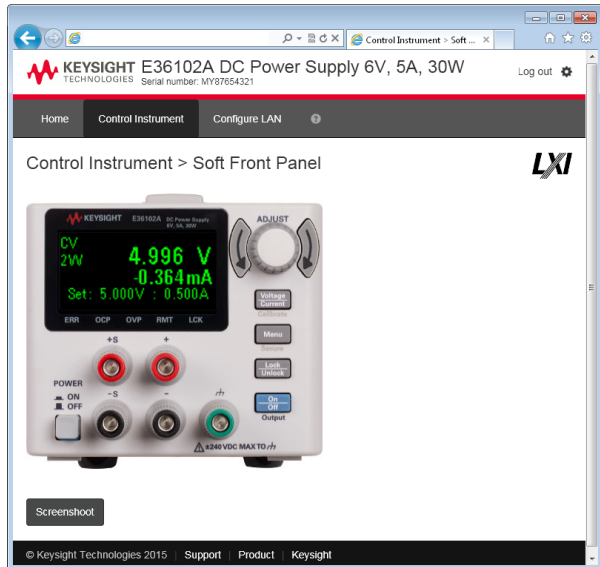 Control Instrument > Soft ...
KEYSIGHT
TECHNOLOGIES
E36102A DC Power Supply 6V, 5A, 30W
Serial number: MY87654321
Log out
Home Control Instrument Configure LAN ?
Control Instrument > Soft Front Panel
LXI
KEYSIGHT E36102A DC Power Supply
6V, 5A, 30W
ADJUST
CV
2W 4.996 V
-0.364mA
Set: 5.000V : 0.500A
ERR OCP OVP RMT LCK
Voltage
Current
Calibrate
Menu
Secure
Lock
Unlock
On
Off
Output
+S +
POWER
ON
OFF
-S -
±240 VDC MAX TO
Screenshoot
© Keysight Technologies 2015 | Support | Product | Keysight